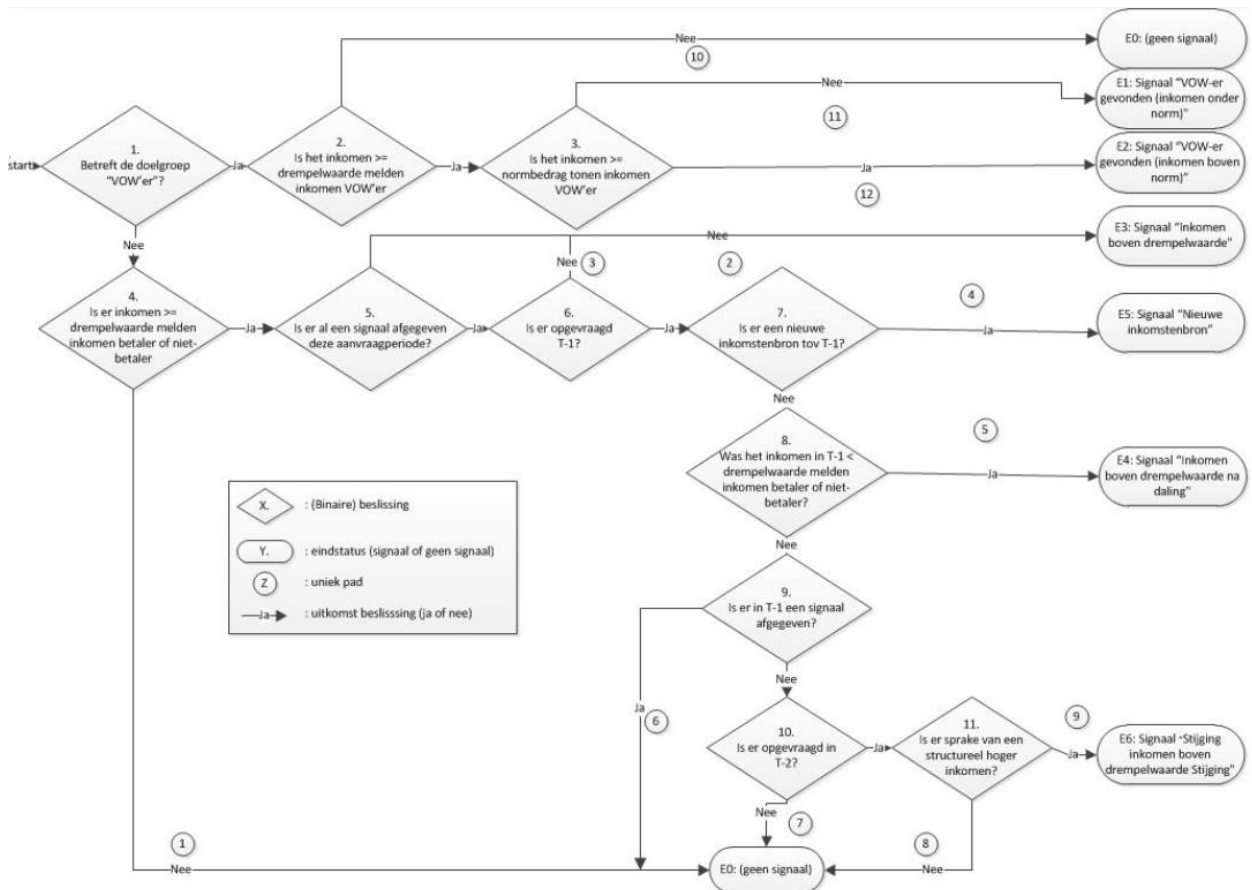 Nee
10
E0: (geen signaal)
Nee
11
E1: Signaal "VOW-er
gevonden (inkomen onder
norm)"
start
1.
Betreft de doelgroep
"VOW'er"?
Ja
2.
Is het inkomen >=
drempelwaarde melden
inkomen VOW'er
Ja
3.
Is het inkomen >=
normbedrag tonen inkomen
VOW'er
Ja
12
E2: Signaal "VOW-er
gevonden (inkomen boven
norm)"
Nee
Nee
E3: Signaal "Inkomen
boven drempelwaarde"
Nee
3
2
4.
Is er inkomen >=
drempelwaarde melden
inkomen betaler of niet-
betaler
Ja
5.
Is er al een signaal afgegeven
deze aanvraagperiode?
Ja
6.
Is er opgevraagd
T-1?
Ja
7.
Is er een nieuwe
inkomstenbron tov T-1?
4
Ja
E5: Signaal "Nieuwe
inkomstenbron"
Nee
8.
Was het inkomen in T-1 <
drempelwaarde melden
inkomen betaler of niet-
betaler?
5
Ja
E4: Signaal "Inkomen
boven drempelwaarde na
daling"
Nee
X.
: (Binaire) beslissing
Y.
: eindstatus (signaal of geen signaal)
Z
: uniek pad
Ja
: uitkomst beslisssing (ja of nee)
9.
Is er in T-1 een signaal
afgegeven?
Nee
Ja
6
10.
Is er opgevraagd in
T-2?
Ja
11.
Is er sprake van een
structureel hoger
inkomen?
9
Ja
E6: Signaal "Stijging
inkomen boven
drempelwaarde Stijging"
Nee
7
1
Nee
E0: (geen signaal)
8
Nee